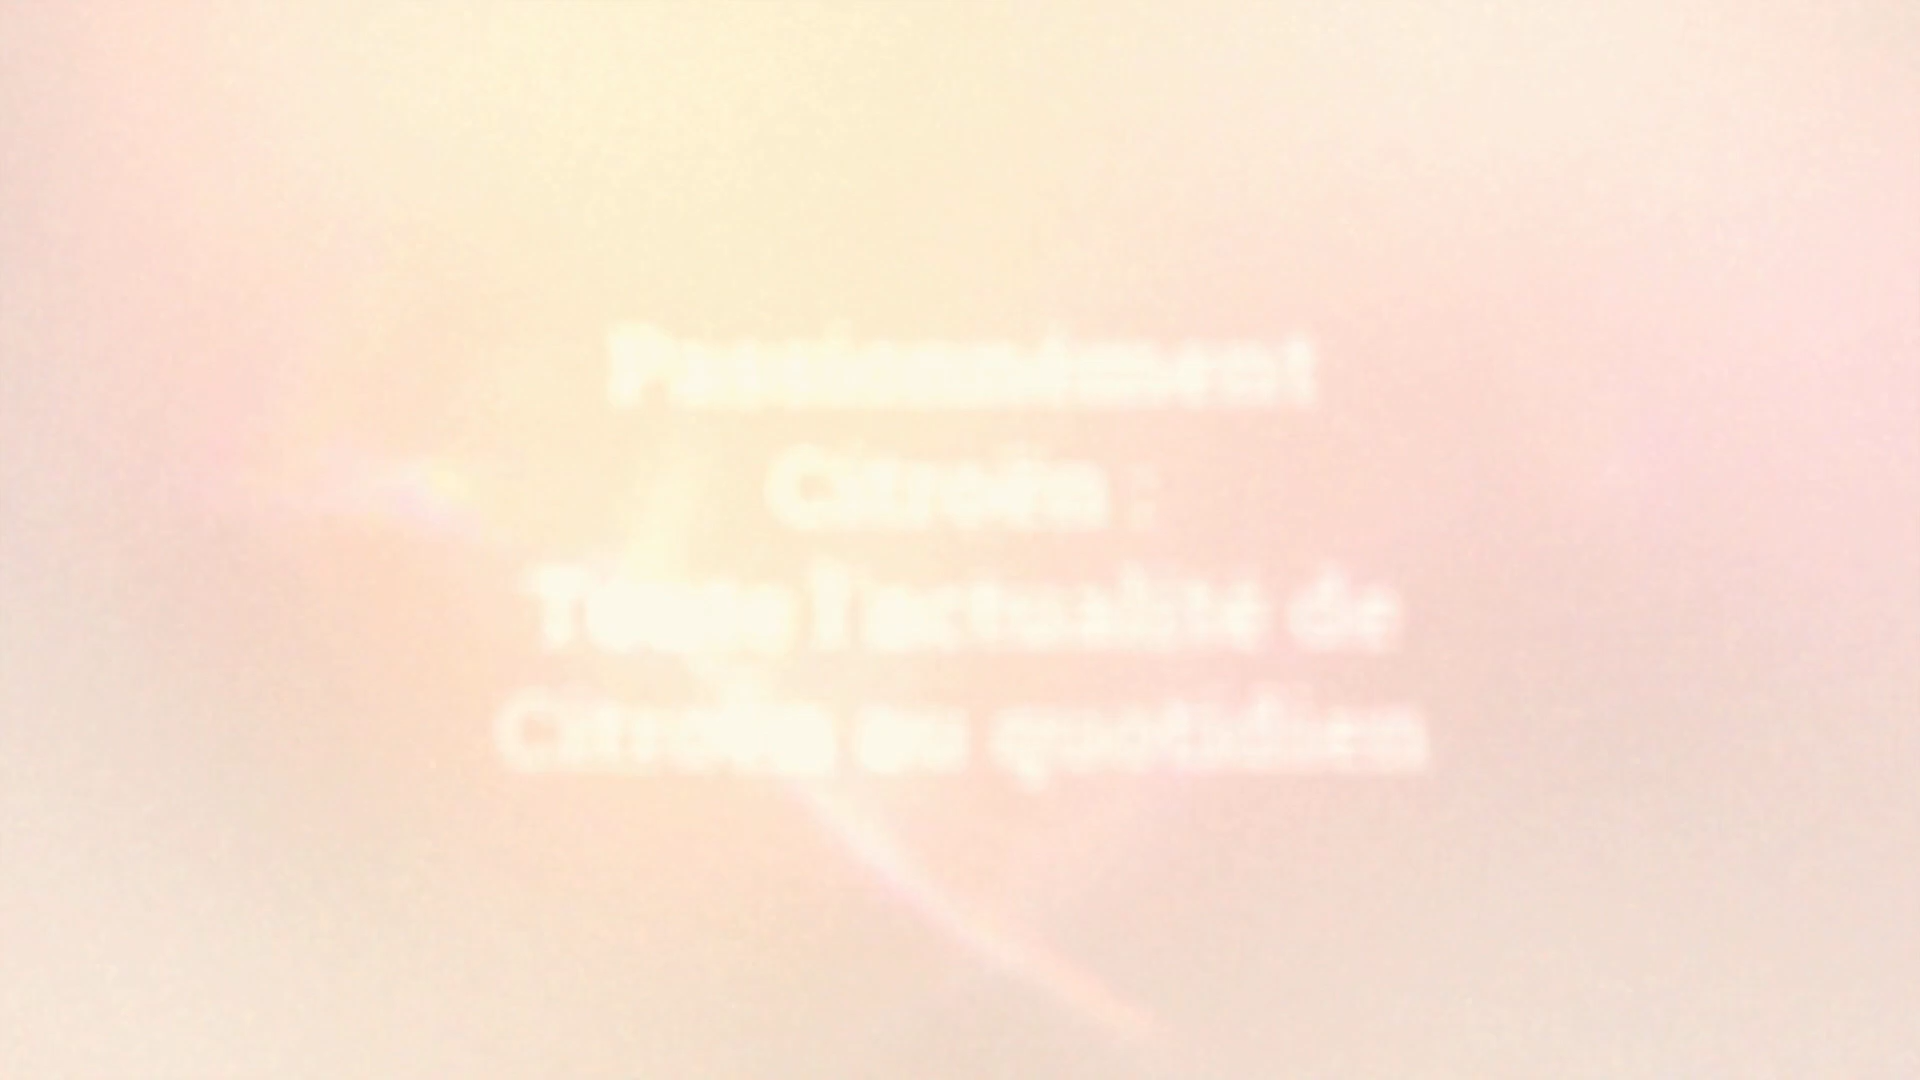 Passionnément
Citroën :
Toute l'actualité de
Citroën au quotidien